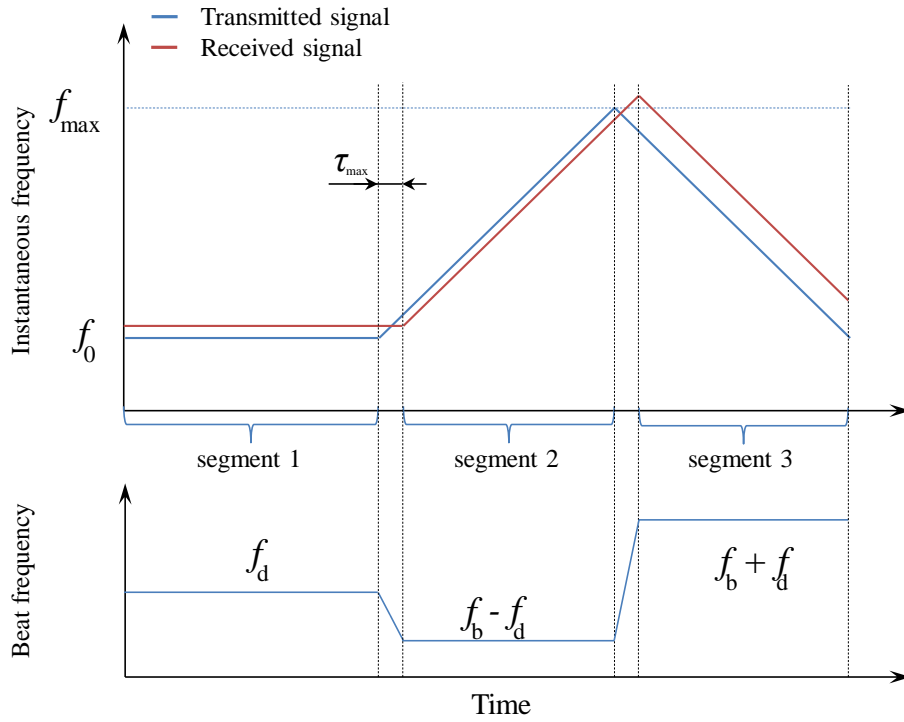 Transmitted signal
Received signal
Instantaneous frequency
f_max
τ_max
f_0
segment 1
segment 2
segment 3
Beat frequency
f_d
f_b - f_d
f_b + f_d
Time